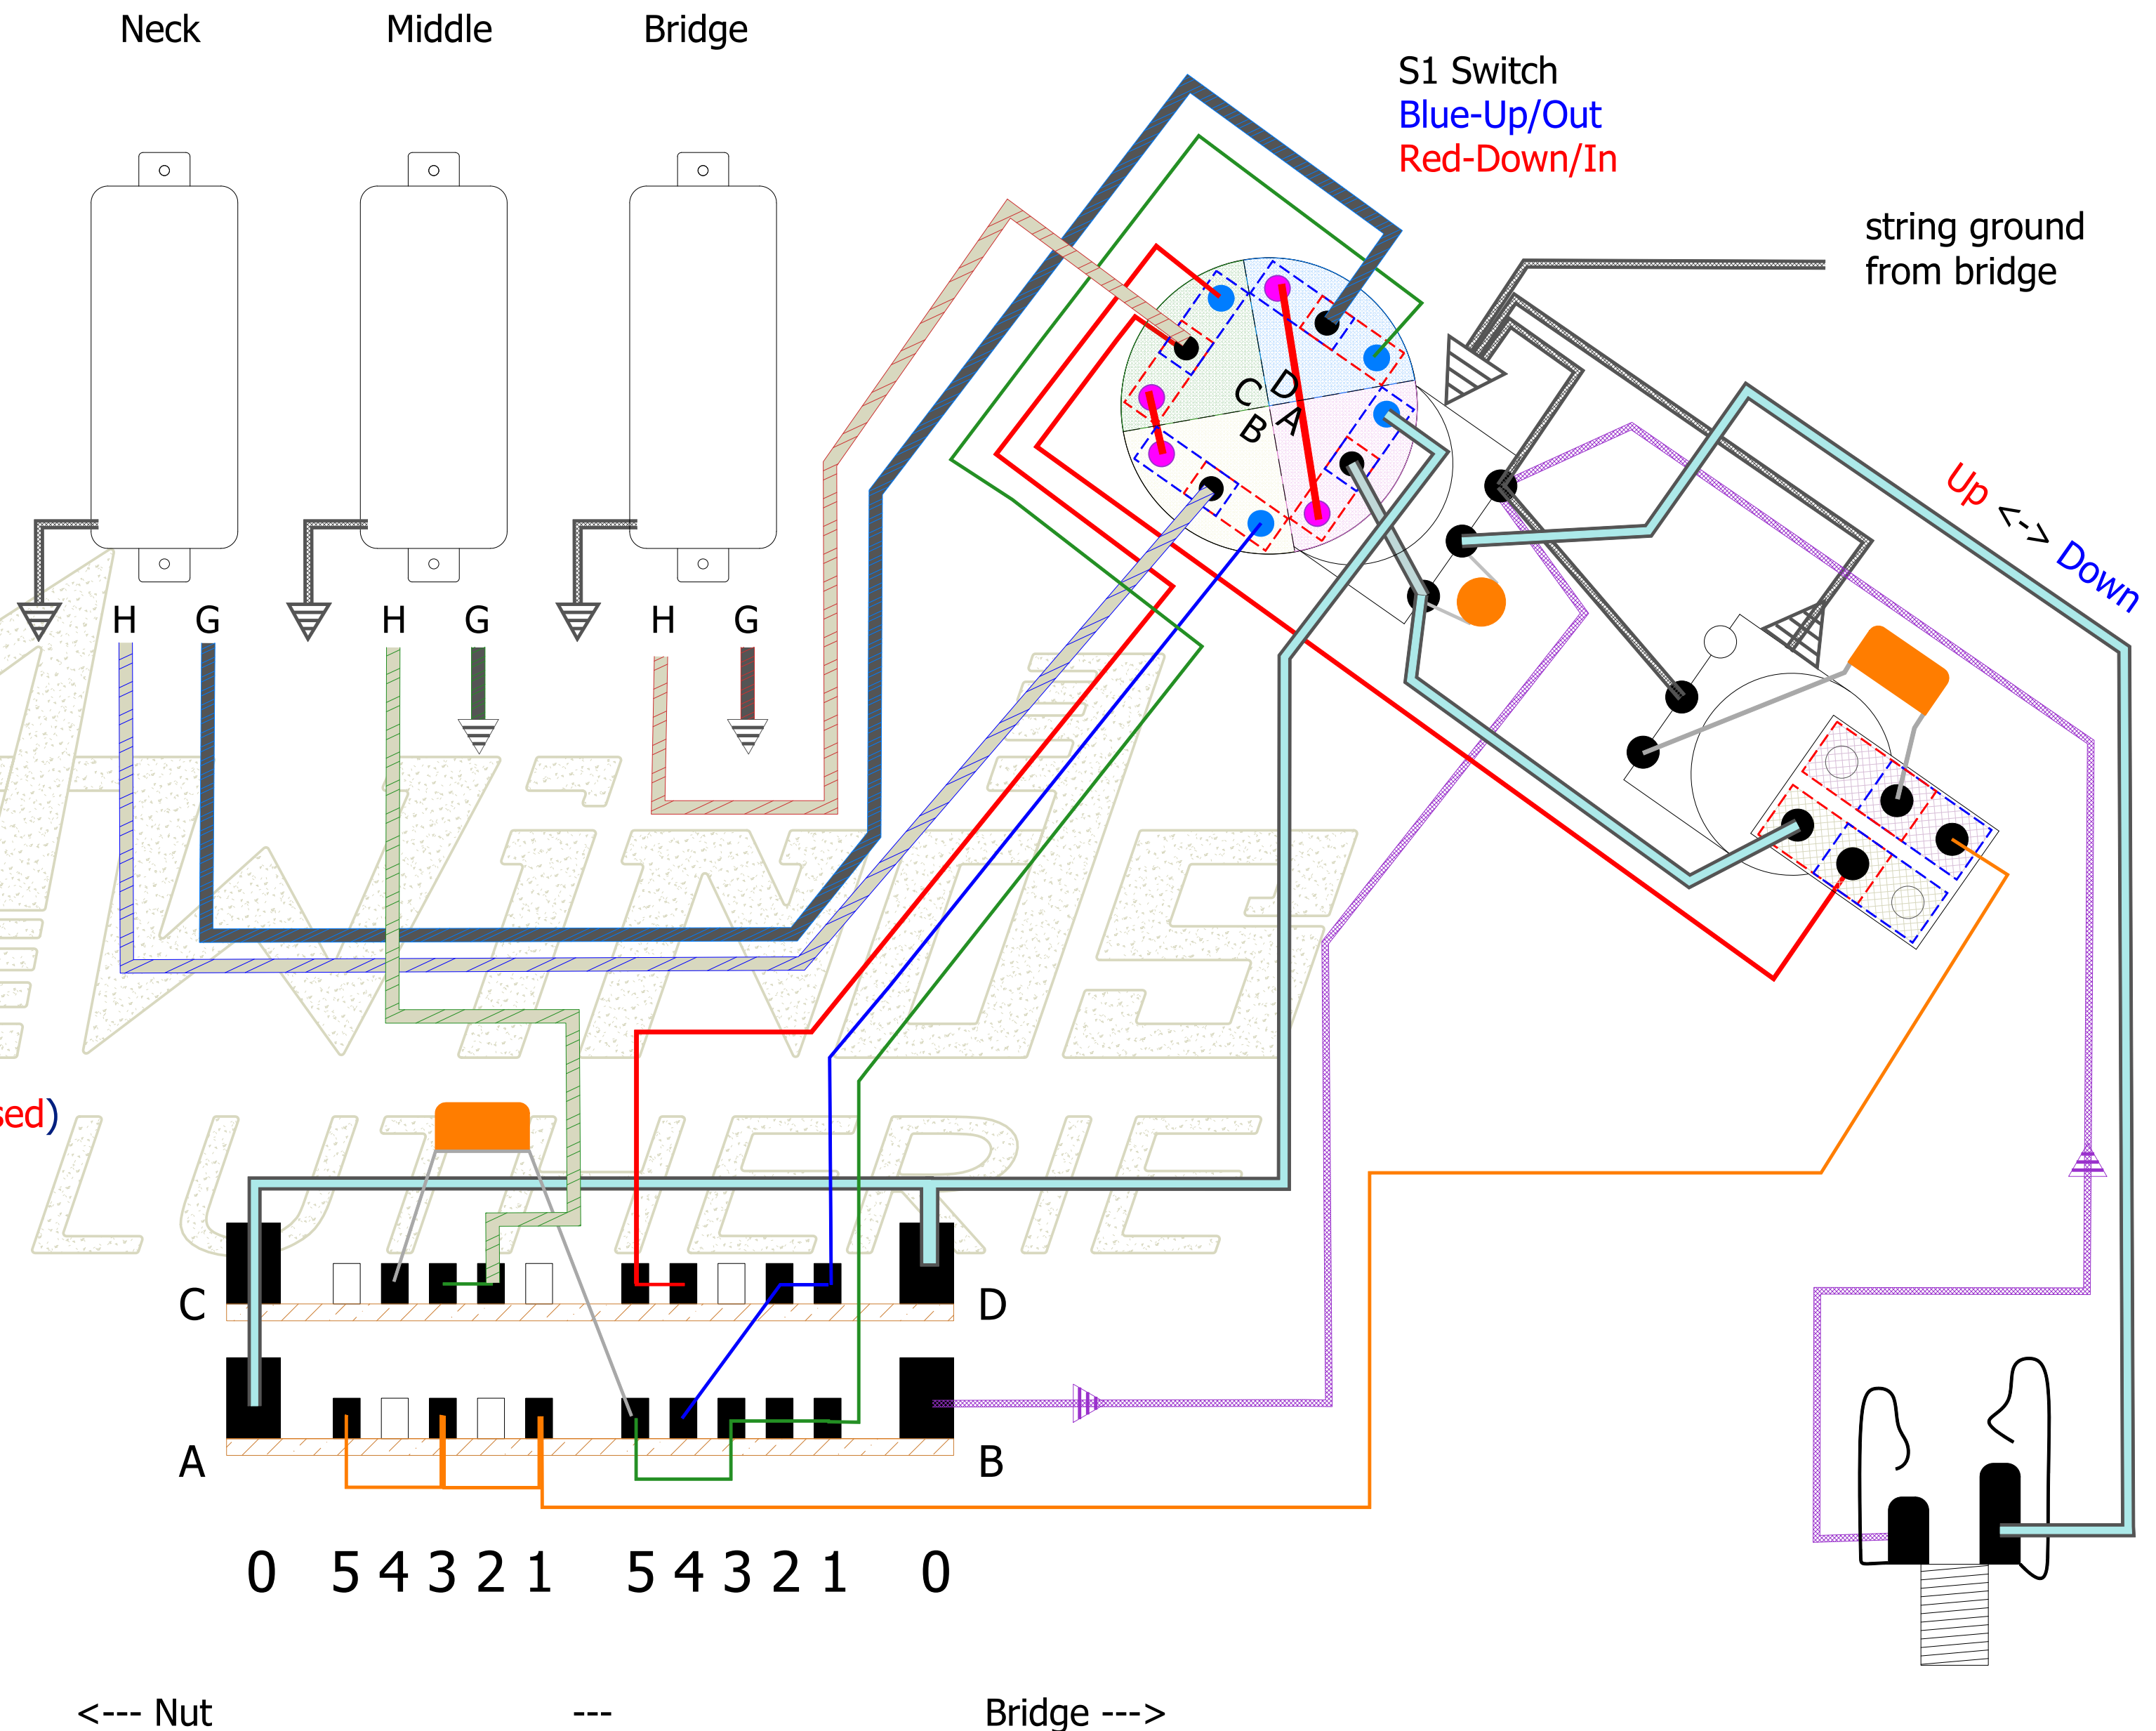 Neck Middle Bridge
S1 Switch
Blue-Up/Out
Red-Down/In
string ground
from bridge
Up <-> Down
C D
B A
H G H G H G
sed)
LUTHERIE
C D
A B
0 5 4 3 2 1 5 4 3 2 1 0
<--- Nut --- Bridge --->